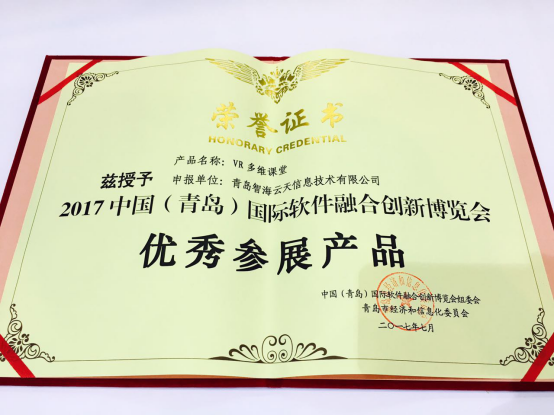 荣誉证书
HONORARY CREDENTIAL
产品名称: VR多维课堂
兹授予 申报单位: 青岛智海云天信息技术有限公司
2017中国（青岛）国际软件融合创新博览会
优秀参展产品
中国（青岛）国际软件融合创新博览会组委会
青岛市经济和信息化委员会
二〇一七年七月